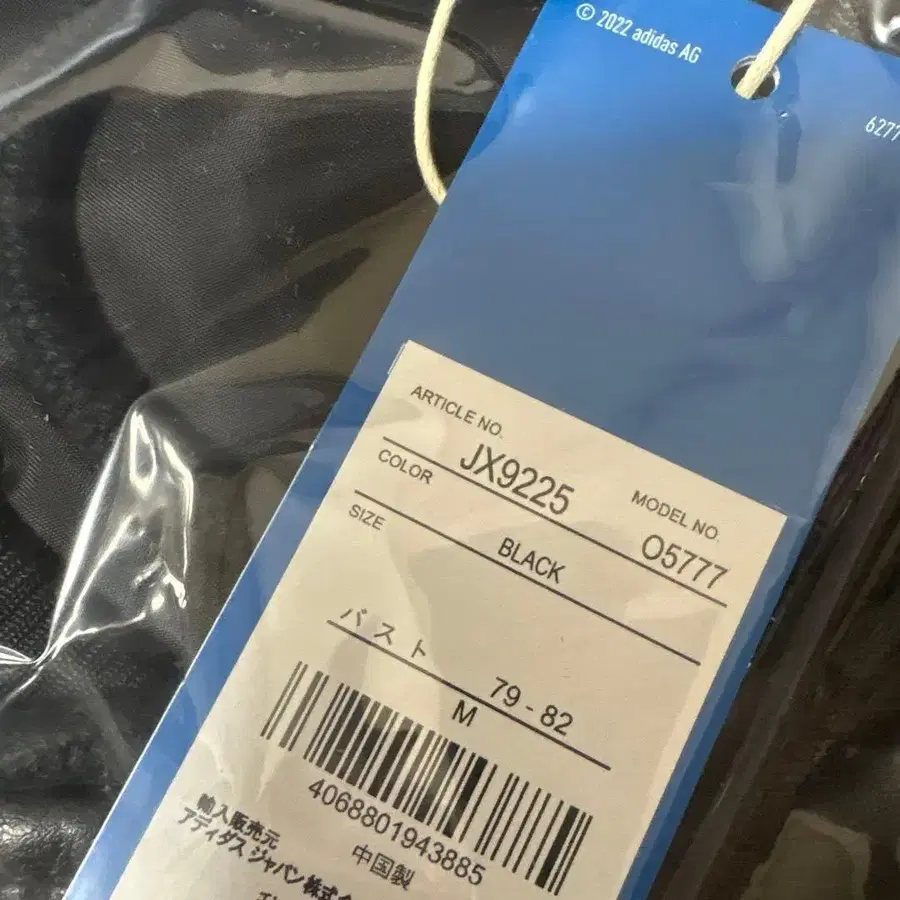 © 2022 adidas AG
6277
ARTICLE NO.
JX9225
MODEL NO.
O5777
COLOR
BLACK
SIZE
バスト 79 - 82
M
4068801943885
中国製
輸入販売元
アディダス ジャパン株式会